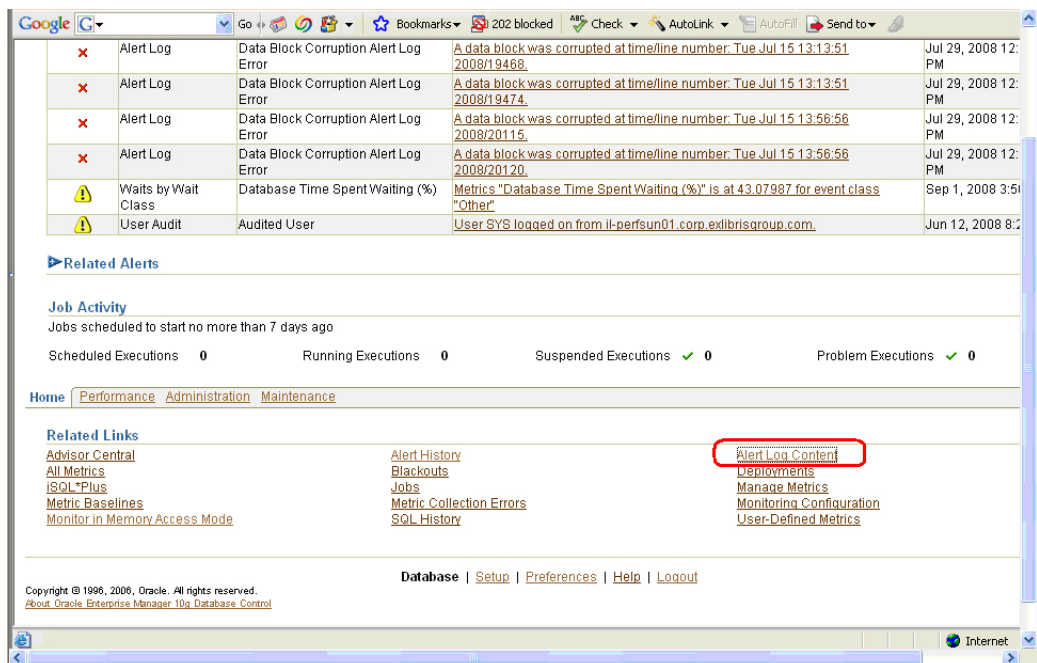 Google G Go Bookmarks 202 blocked ABC Check AutoLink AutoFill Send to
Alert Log Data Block Corruption Alert Log A data block was corrupted at time/line number: Tue Jul 15 13:13:51 Jul 29, 2008 12:
Error 2008/19468. PM
Alert Log Data Block Corruption Alert Log A data block was corrupted at time/line number: Tue Jul 15 13:13:51 Jul 29, 2008 12:
Error 2008/19474. PM
Alert Log Data Block Corruption Alert Log A data block was corrupted at time/line number: Tue Jul 15 13:56:56 Jul 29, 2008 12:
Error 2008/20115. PM
Alert Log Data Block Corruption Alert Log A data block was corrupted at time/line number: Tue Jul 15 13:56:56 Jul 29, 2008 12:
Error 2008/20120. PM
Waits by Wait Database Time Spent Waiting (%) Metrics "Database Time Spent Waiting (%)" is at 43.07987 for event class Sep 1, 2008 3:5
Class "Other"
User Audit Audited User User SYS logged on from il-perfsun01.corp.exlibrisgroup.com. Jun 12, 2008 8:2
Related Alerts
Job Activity
Jobs scheduled to start no more than 7 days ago
Scheduled Executions 0 Running Executions 0 Suspended Executions 0 Problem Executions 0
Home Performance Administration Maintenance
Related Links
Advisor Central Alert History Alert Log Content
All Metrics Blackouts Deployments
iSQL*Plus Jobs Manage Metrics
Metric Baselines Metric Collection Errors Monitoring Configuration
Monitor in Memory Access Mode SQL History User-Defined Metrics
Database | Setup | Preferences | Help | Logout
Copyright © 1996, 2006, Oracle. All rights reserved.
About Oracle Enterprise Manager 10g Database Control
Internet